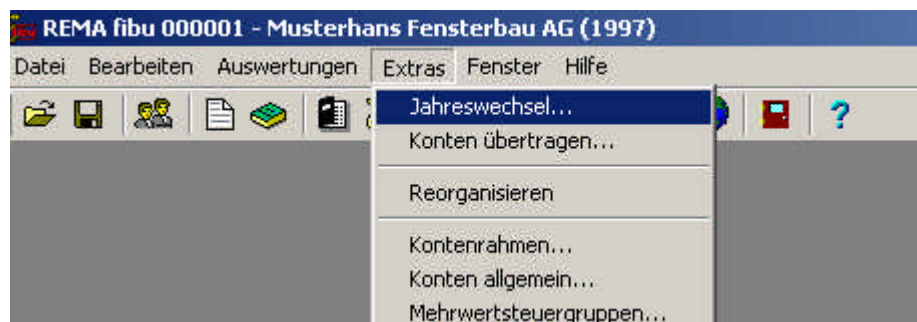 REMA fibu 000001 - Musterhans Fensterbau AG (1997)
Datei Bearbeiten Auswertungen Extras Fenster Hilfe
Jahreswechsel...
Konten übertragen...
Reorganisieren
Kontenrahmen...
Konten allgemein...
Mehrwertsteuergruppen...